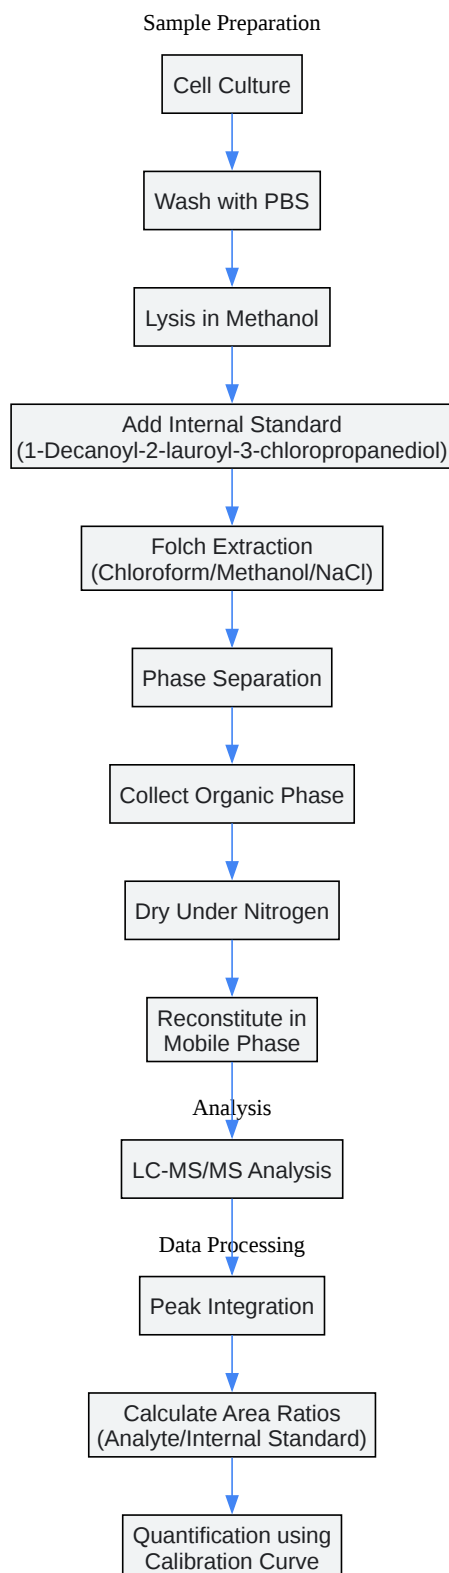 Sample Preparation
Cell Culture
Wash with PBS
Lysis in Methanol
Add Internal Standard
(1-Decanoyl-2-lauroyl-3-chloropropanediol)
Folch Extraction
(Chloroform/Methanol/NaCl)
Phase Separation
Collect Organic Phase
Dry Under Nitrogen
Reconstitute in
Mobile Phase
Analysis
LC-MS/MS Analysis
Data Processing
Peak Integration
Calculate Area Ratios
(Analyte/Internal Standard)
Quantification using
Calibration Curve